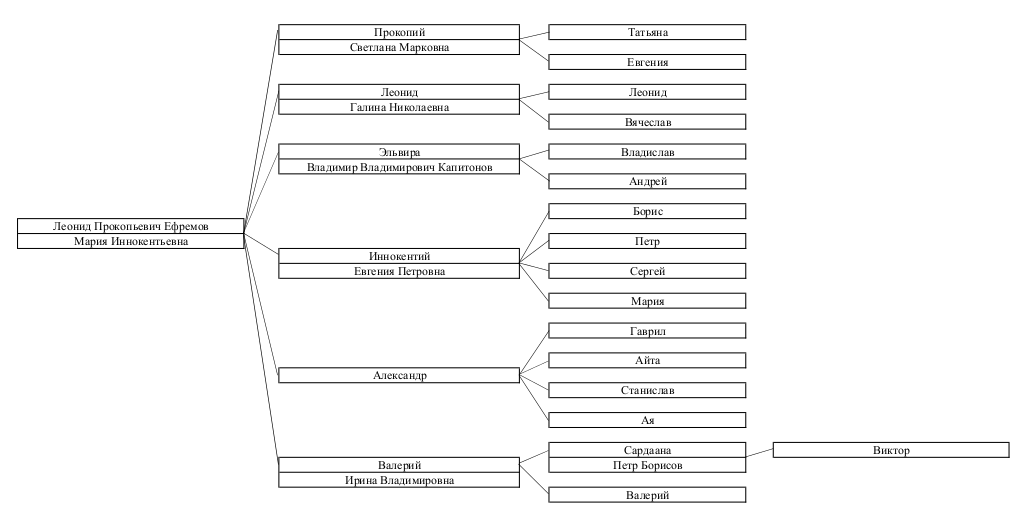 Леонид Прокопьевич Ефремов
Мария Иннокентьевна
Прокопий
Светлана Марковна
Татьяна
Евгения
Леонид
Галина Николаевна
Леонид
Вячеслав
Эльвира
Владимир Владимирович Капитонов
Владислав
Андрей
Иннокентий
Евгения Петровна
Борис
Петр
Сергей
Мария
Александр
Гаврил
Айта
Станислав
Ая
Валерий
Ирина Владимировна
Сардаана
Петр Борисов
Виктор
Валерий